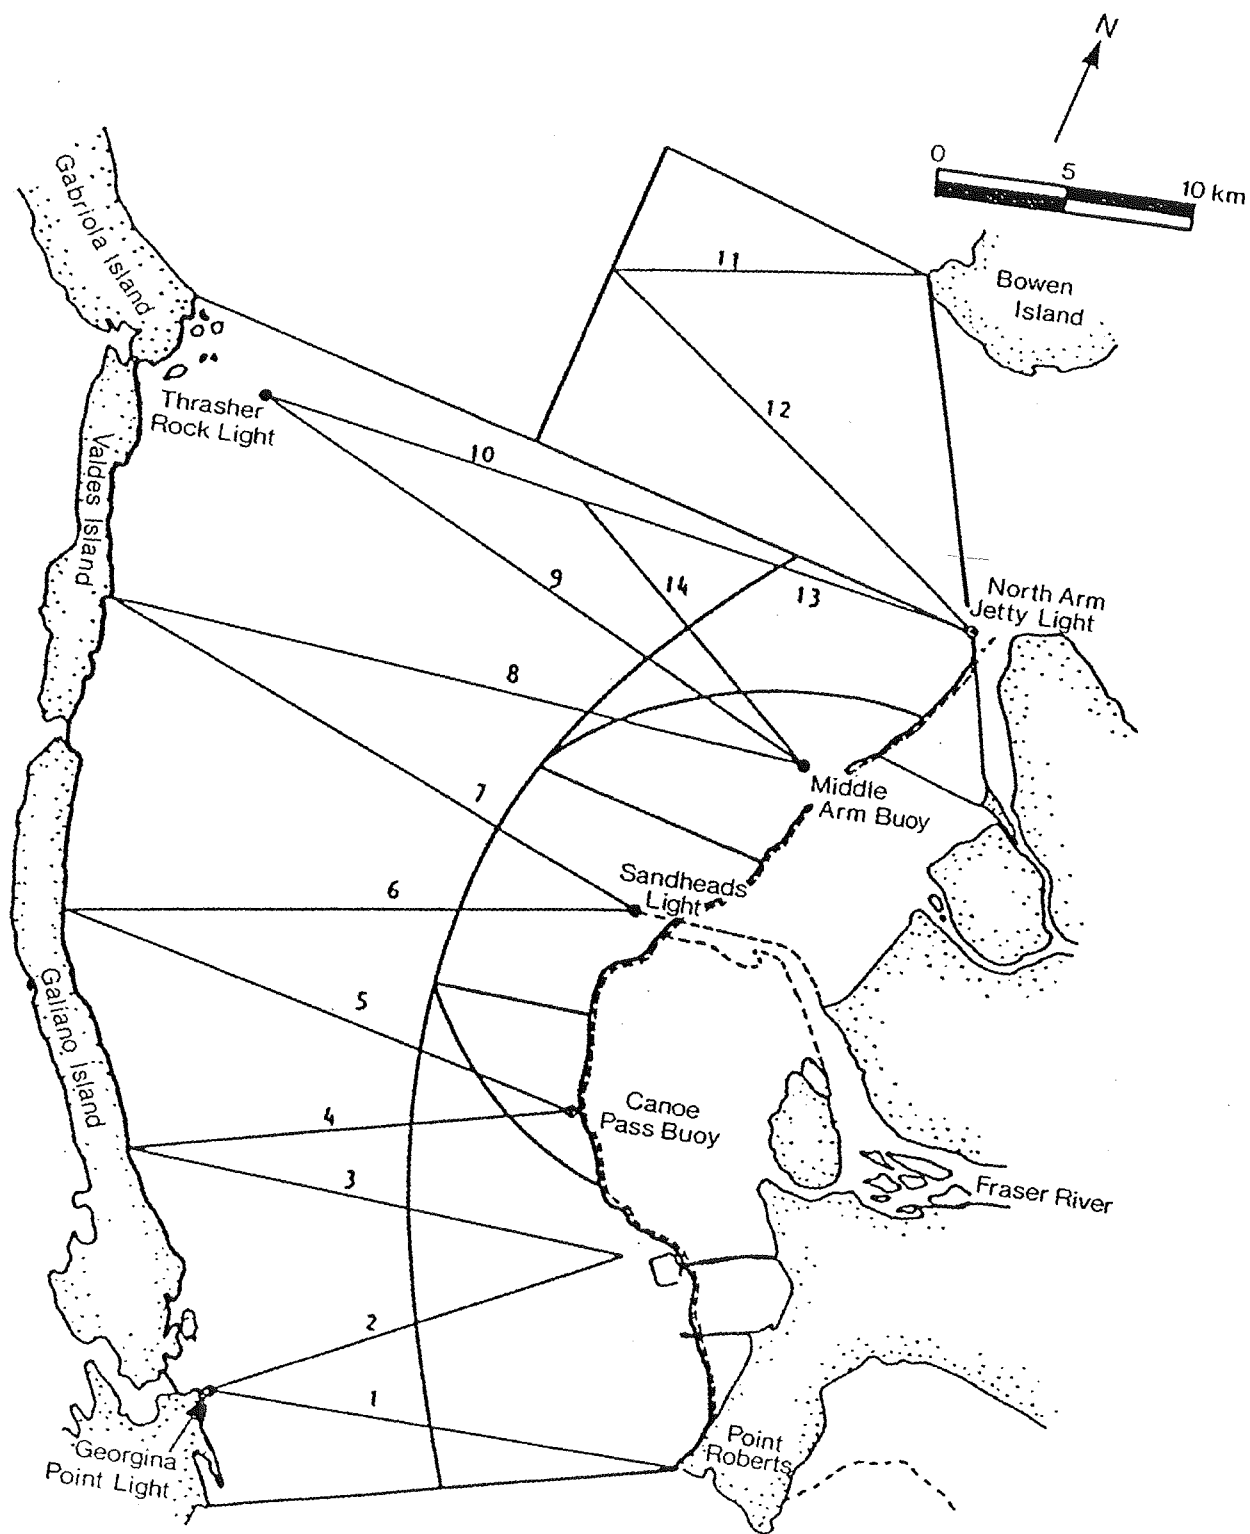 N
0
5
10 km
Gabriola Island
11
Bowen
Island
12
Thrasher
Rock Light
10
Valdes Island
9
14
13
North Arm
Jetty Light
8
7
Middle
Arm Buoy
Sandheads
Light
6
5
Galiano Island
4
Canoe
Pass Buoy
3
Fraser River
2
1
Point
Roberts
Georgina
Point Light